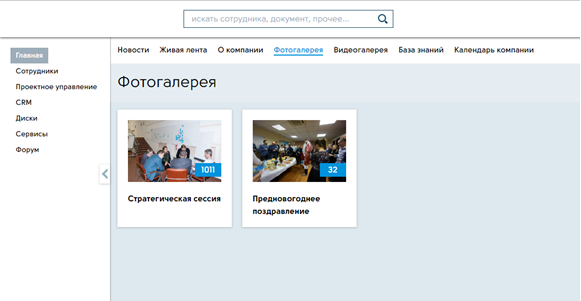 искать сотрудника, документ, прочее...
Главная
Сотрудники
Проектное управление
CRM
Диски
Сервисы
Форум
Новости Живая лента О компании Фотогалерея Видеогалерея База знаний Календарь компании
Фотогалерея
1011
Стратегическая сессия
32
Предновогоднее
поздравление